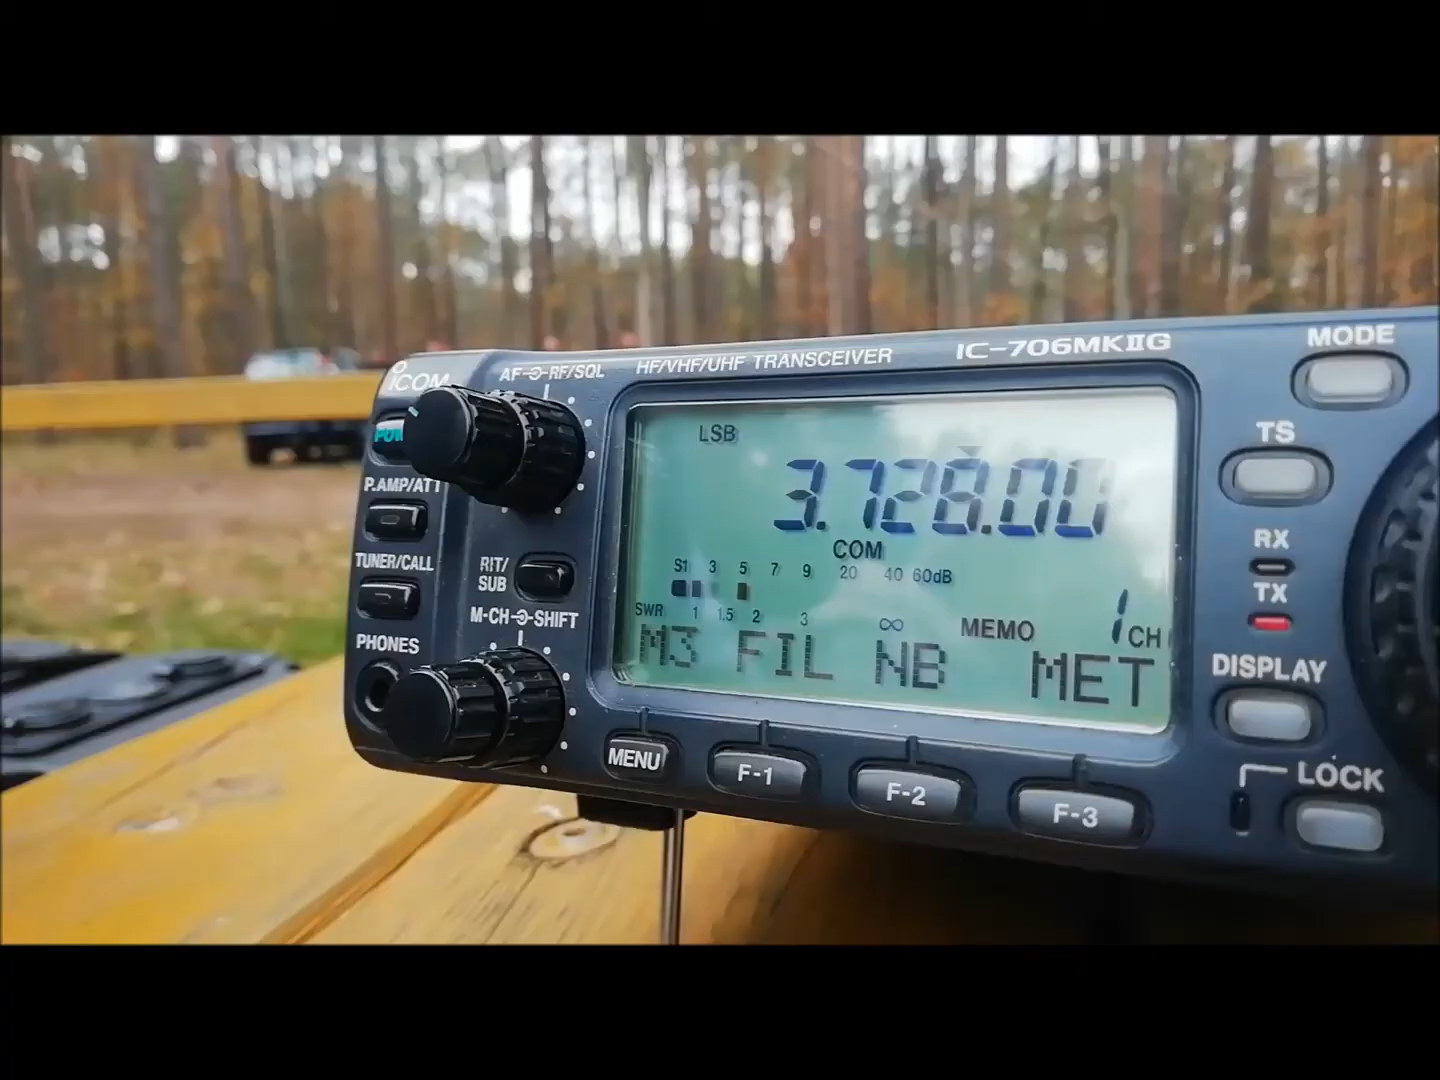 ICOM
AF RF/SQL
HF/VHF/UHF TRANSCEIVER
IC-706MKIIG
MODE
P.AMP/ATT
TUNER/CALL
PHONES
RIT/
SUB
M-CH SHIFT
LSB
3.728.00
COM
S1 3 5 7 9 20 40 60dB
SWR 1 1.5 2 3 ∞
MEMO 1 CH
M3 FIL NB MET
MENU F-1 F-2 F-3
TS
RX
TX
DISPLAY
LOCK